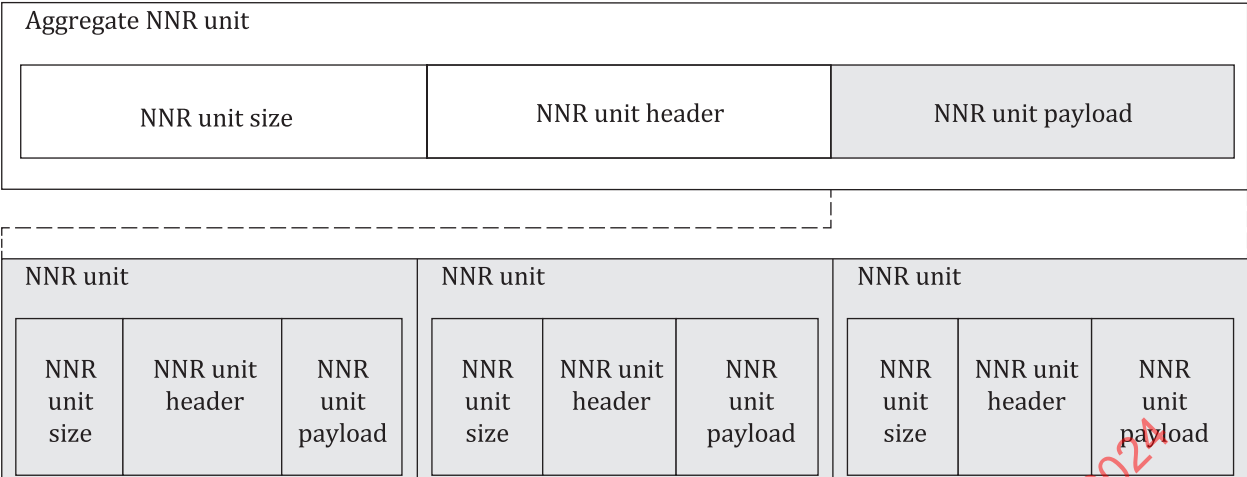 Aggregate NNR unit
NNR unit size
NNR unit header
NNR unit payload
NNR unit
NNR
unit
size
NNR unit
header
NNR
unit
payload
NNR unit
NNR
unit
size
NNR unit
header
NNR
unit
payload
NNR unit
NNR
unit
size
NNR unit
header
NNR
unit
payload
2024